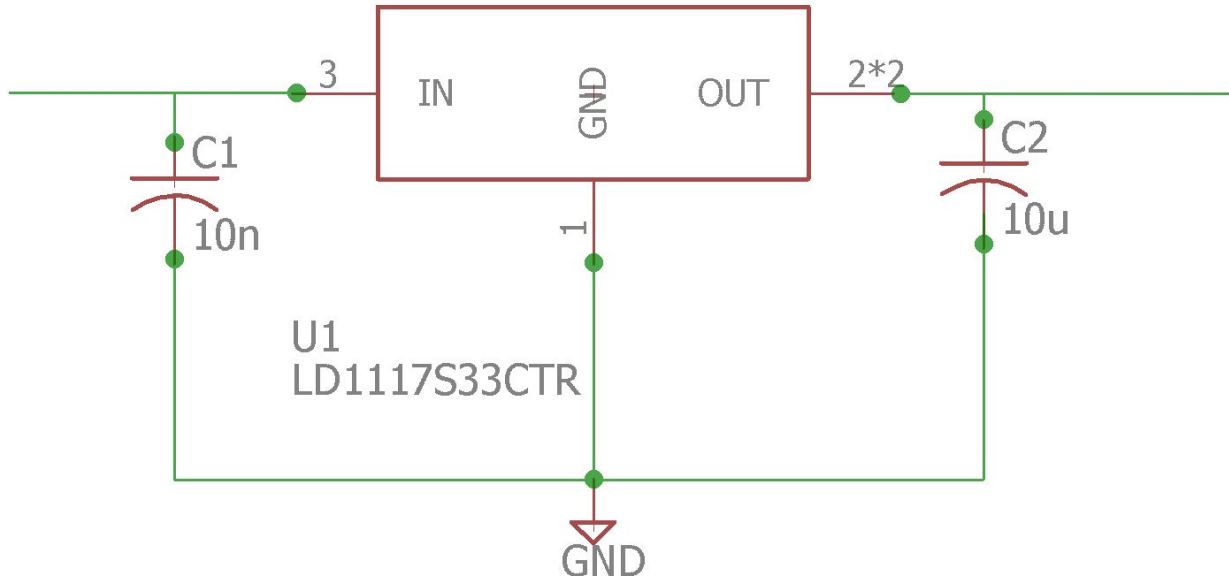 3
IN
GND
OUT
2*2
C1
10n
1
C2
10u
U1
LD1117S33CTR
GND